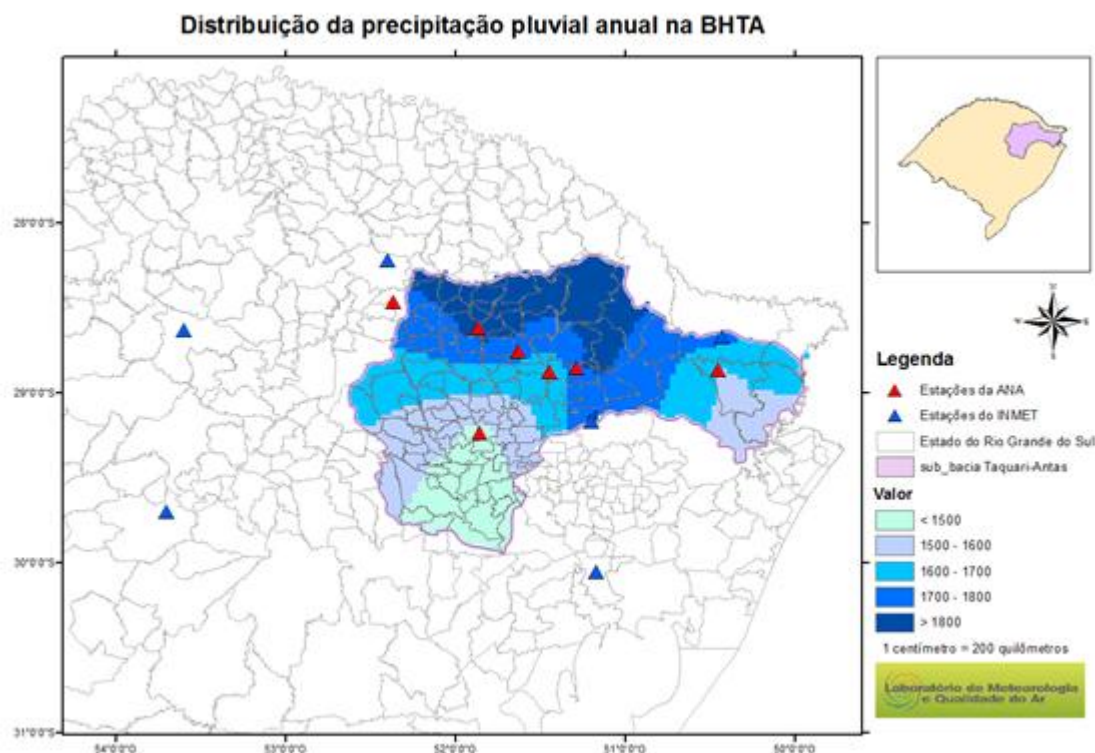 Distribuição da precipitação pluvial anual na BHTA
54°0'0"O
53°0'0"O
52°0'0"O
51°0'0"O
50°0'0"O
28°0'0"S
29°0'0"S
30°0'0"S
31°0'0"S
Legenda
Estações da ANA
Estações do INMET
Estado do Rio Grande do Sul
sub_bacia Taquari-Antas
Valor
< 1500
1500 - 1600
1600 - 1700
1700 - 1800
> 1800
1 centímetro = 200 quilômetros
Laboratório de Meteorologia
e Qualidade do Ar